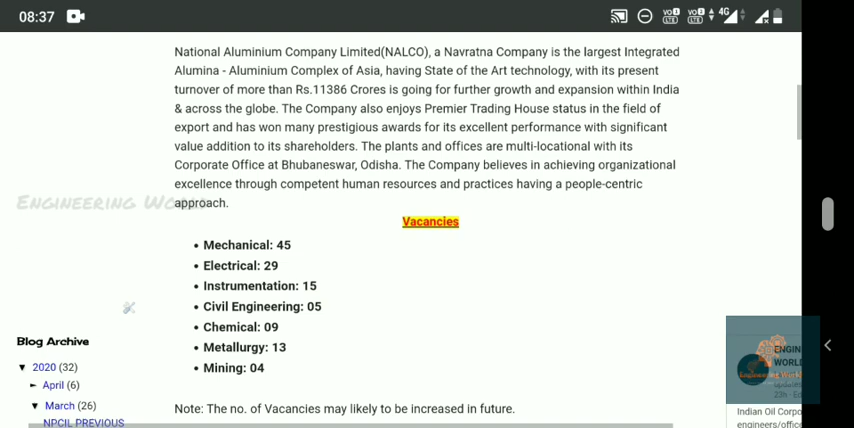 08:37
4G
National Aluminium Company Limited(NALCO), a Navratna Company is the largest Integrated
Alumina - Aluminium Complex of Asia, having State of the Art technology, with its present
turnover of more than Rs.11386 Crores is going for further growth and expansion within India
& across the globe. The Company also enjoys Premier Trading House status in the field of
export and has won many prestigious awards for its excellent performance with significant
value addition to its shareholders. The plants and offices are multi-locational with its
Corporate Office at Bhubaneswar, Odisha. The Company believes in achieving organizational
excellence through competent human resources and practices having a people-centric
approach.
Vacancies
• Mechanical: 45
• Electrical: 29
• Instrumentation: 15
• Civil Engineering: 05
• Chemical: 09
• Metallurgy: 13
• Mining: 04
Note: The no. of Vacancies may likely to be increased in future.
Blog Archive
▼ 2020 (32)
► April (6)
▼ March (26)
NPCIL PREVIOUS
ENGIN
WORL
23h
Indian Oil Corpo
engineers/office